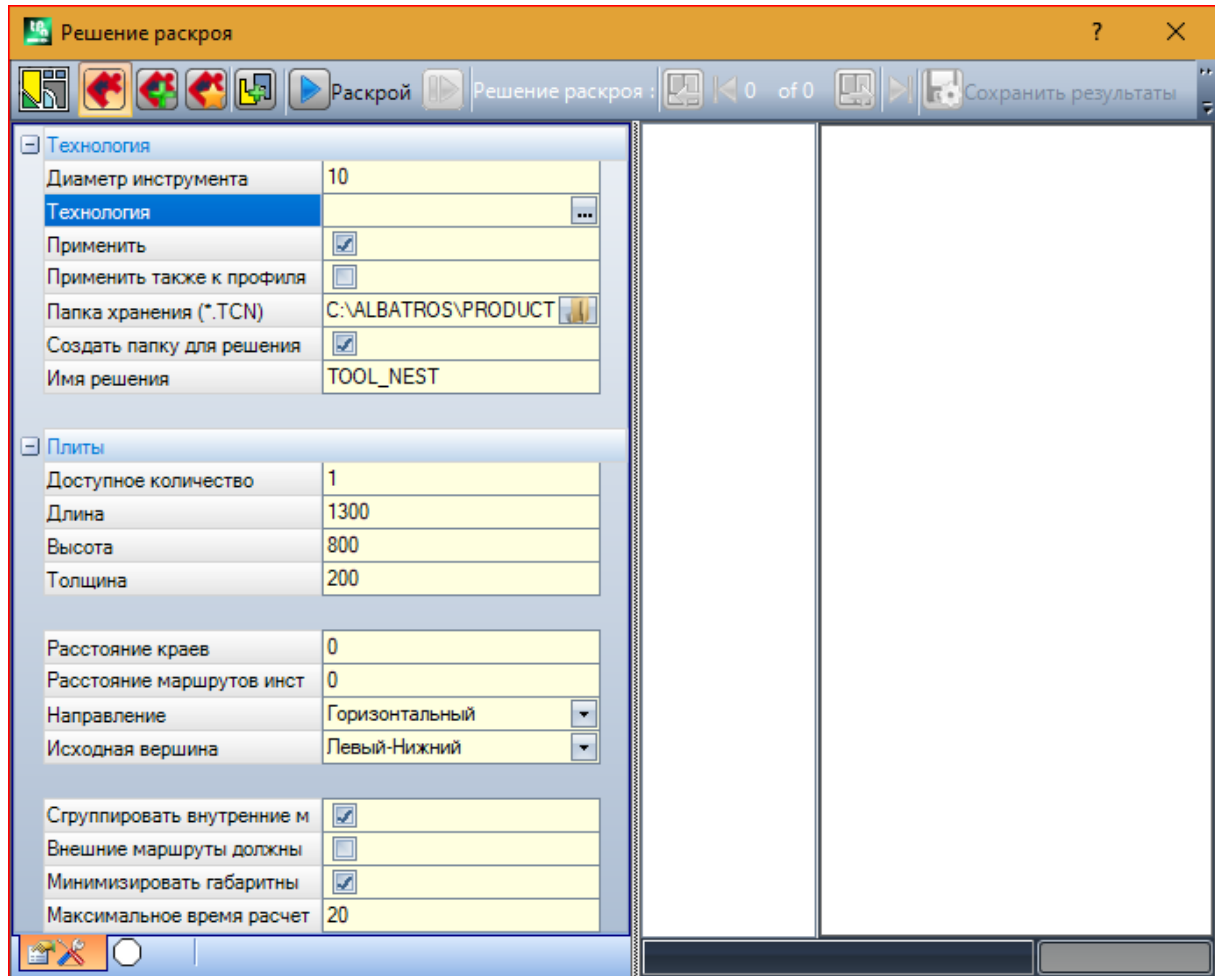 Решение раскроя ?
Раскрой Решение раскроя : 0 of 0 Сохранить результаты
Технология
Диаметр инструмента 10
Технология ...
Применить
Применить также к профиля
Папка хранения (*.TCN) C:\ALBATROS\PRODUCT
Создать папку для решения
Имя решения TOOL_NEST
Плиты
Доступное количество 1
Длина 1300
Высота 800
Толщина 200
Расстояние краев 0
Расстояние маршрутов инст 0
Направление Горизонтальный
Исходная вершина Левый-Нижний
Сгруппировать внутренние м
Внешние маршруты должны
Минимизировать габаритны
Максимальное время расчет 20